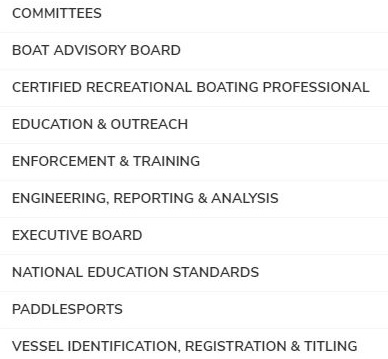 COMMITTEES
BOAT ADVISORY BOARD
CERTIFIED RECREATIONAL BOATING PROFESSIONAL
EDUCATION & OUTREACH
ENFORCEMENT & TRAINING
ENGINEERING, REPORTING & ANALYSIS
EXECUTIVE BOARD
NATIONAL EDUCATION STANDARDS
PADDLESPORTS
VESSEL IDENTIFICATION, REGISTRATION & TITLING